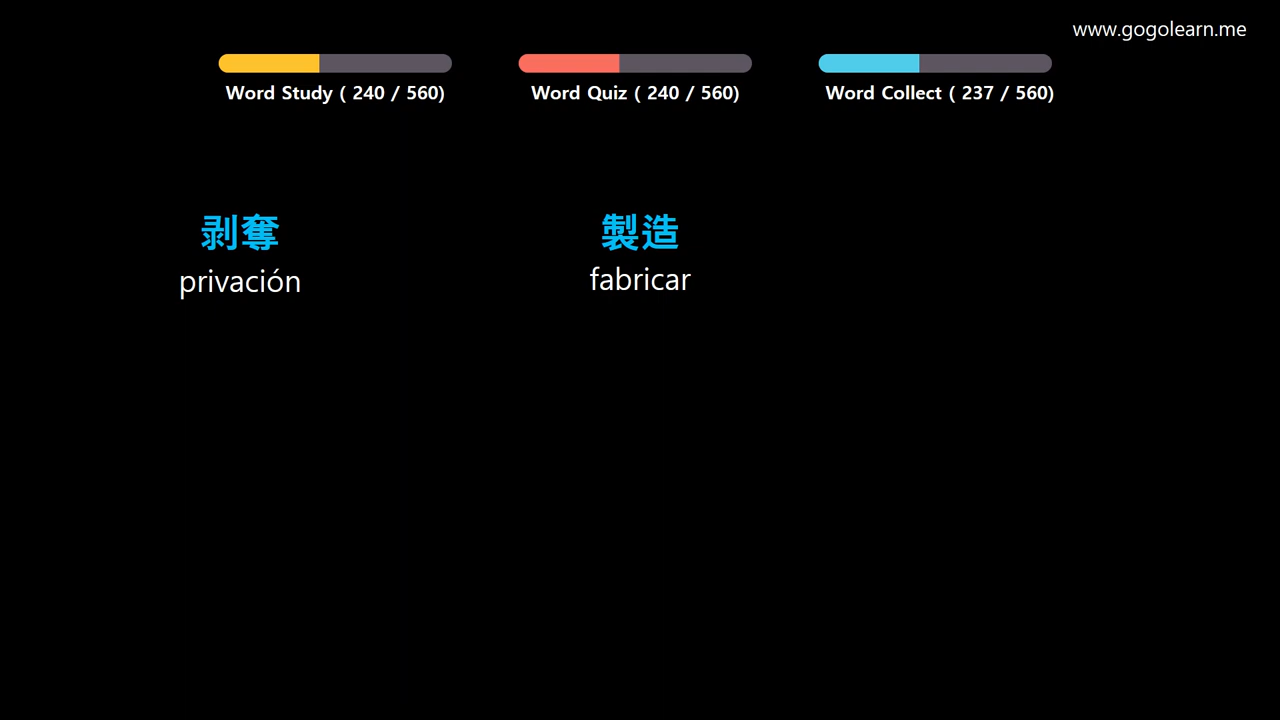 www.gogolearn.me
Word Study ( 240 / 560)
Word Quiz ( 240 / 560)
Word Collect ( 237 / 560)
剥奪
privación
製造
fabricar